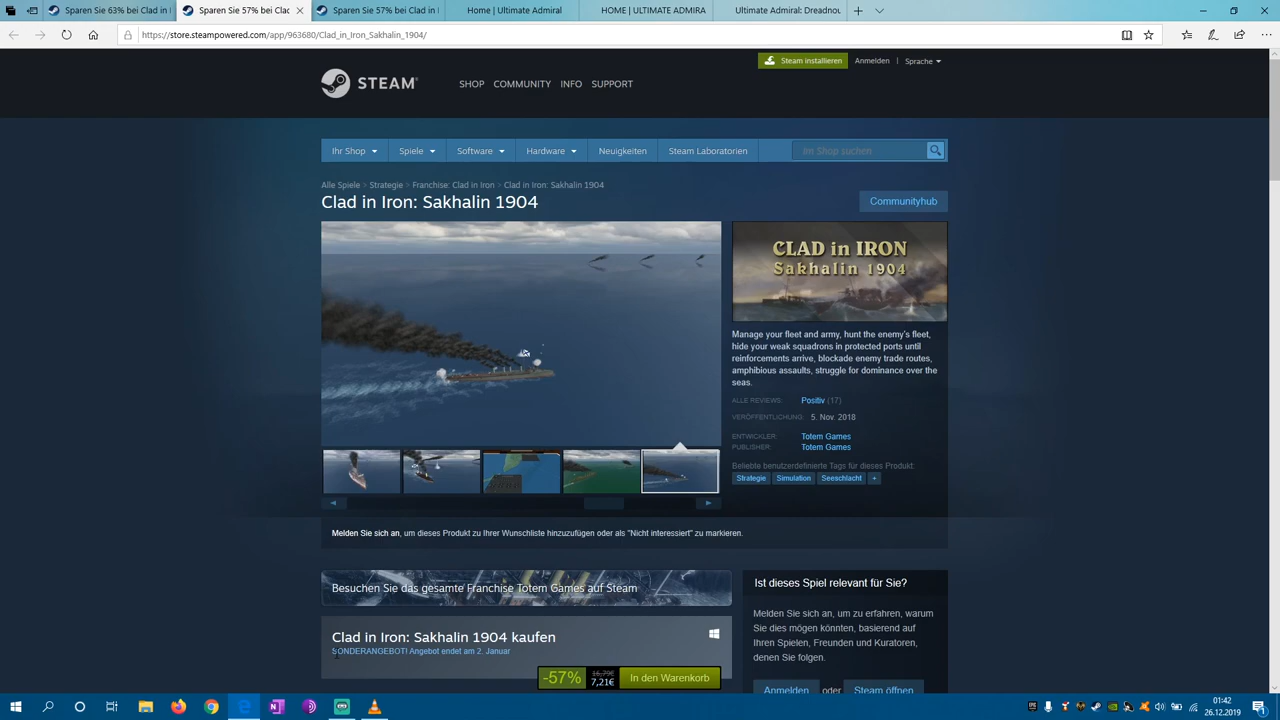 Sparen Sie 63% bei Dread
Sparen Sie 57% bei Clad
Sparen Sie 57% bei Clad in I
HOME | ULTIMATE ADMIRA
HOME | ULTIMATE ADMIRA
Ultimate Admiral: Dreadnou
https://store.steampowered.com/app/963680/Clad_in_Iron_Sakhalin_1904/
Steam installieren
Anmelden | Sprache
STEAM
SHOP COMMUNITY INFO SUPPORT
Ihr Shop Spiele Software Hardware Neuigkeiten Steam Laboratorien
Im Shop suchen
Alle Spiele > Strategie > Franchise: Clad in Iron > Clad in Iron: Sakhalin 1904
Clad in Iron: Sakhalin 1904
Communityhub
CLAD in IRON
Sakhalin 1904
Manage your fleet and army, hunt the enemy's fleet,
hide your weak squadrons in protected ports until
reinforcements arrive, blockade enemy trade routes,
amphibious assaults, struggle for dominance over the
seas.
ALLE REVIEWS: Positiv (17)
VERÖFFENTLICHUNG: 5. Nov. 2018
ENTWICKLER: Totem Games
PUBLISHER: Totem Games
Beliebte benutzerdefinierte Tags für dieses Produkt:
Strategie Simulation Seeschlacht +
Melden Sie sich an, um dieses Produkt zu Ihrer Wunschliste hinzuzufügen oder als "Nicht interessiert" zu markieren.
Besuchen Sie das gesamte Franchise Totem Games auf Steam
Ist dieses Spiel relevant für Sie?
Melden Sie sich an, um zu erfahren, warum
Sie dies mögen könnten, basierend auf
Ihren Spielen, Freunden und Kuratoren,
denen Sie folgen.
Anmelden oder Steam öffnen
Clad in Iron: Sakhalin 1904 kaufen
SONDERANGEBOT! Angebot endet am 2. Januar
-57%
16,79€
7,21€
In den Warenkorb
01:42
26.12.2019